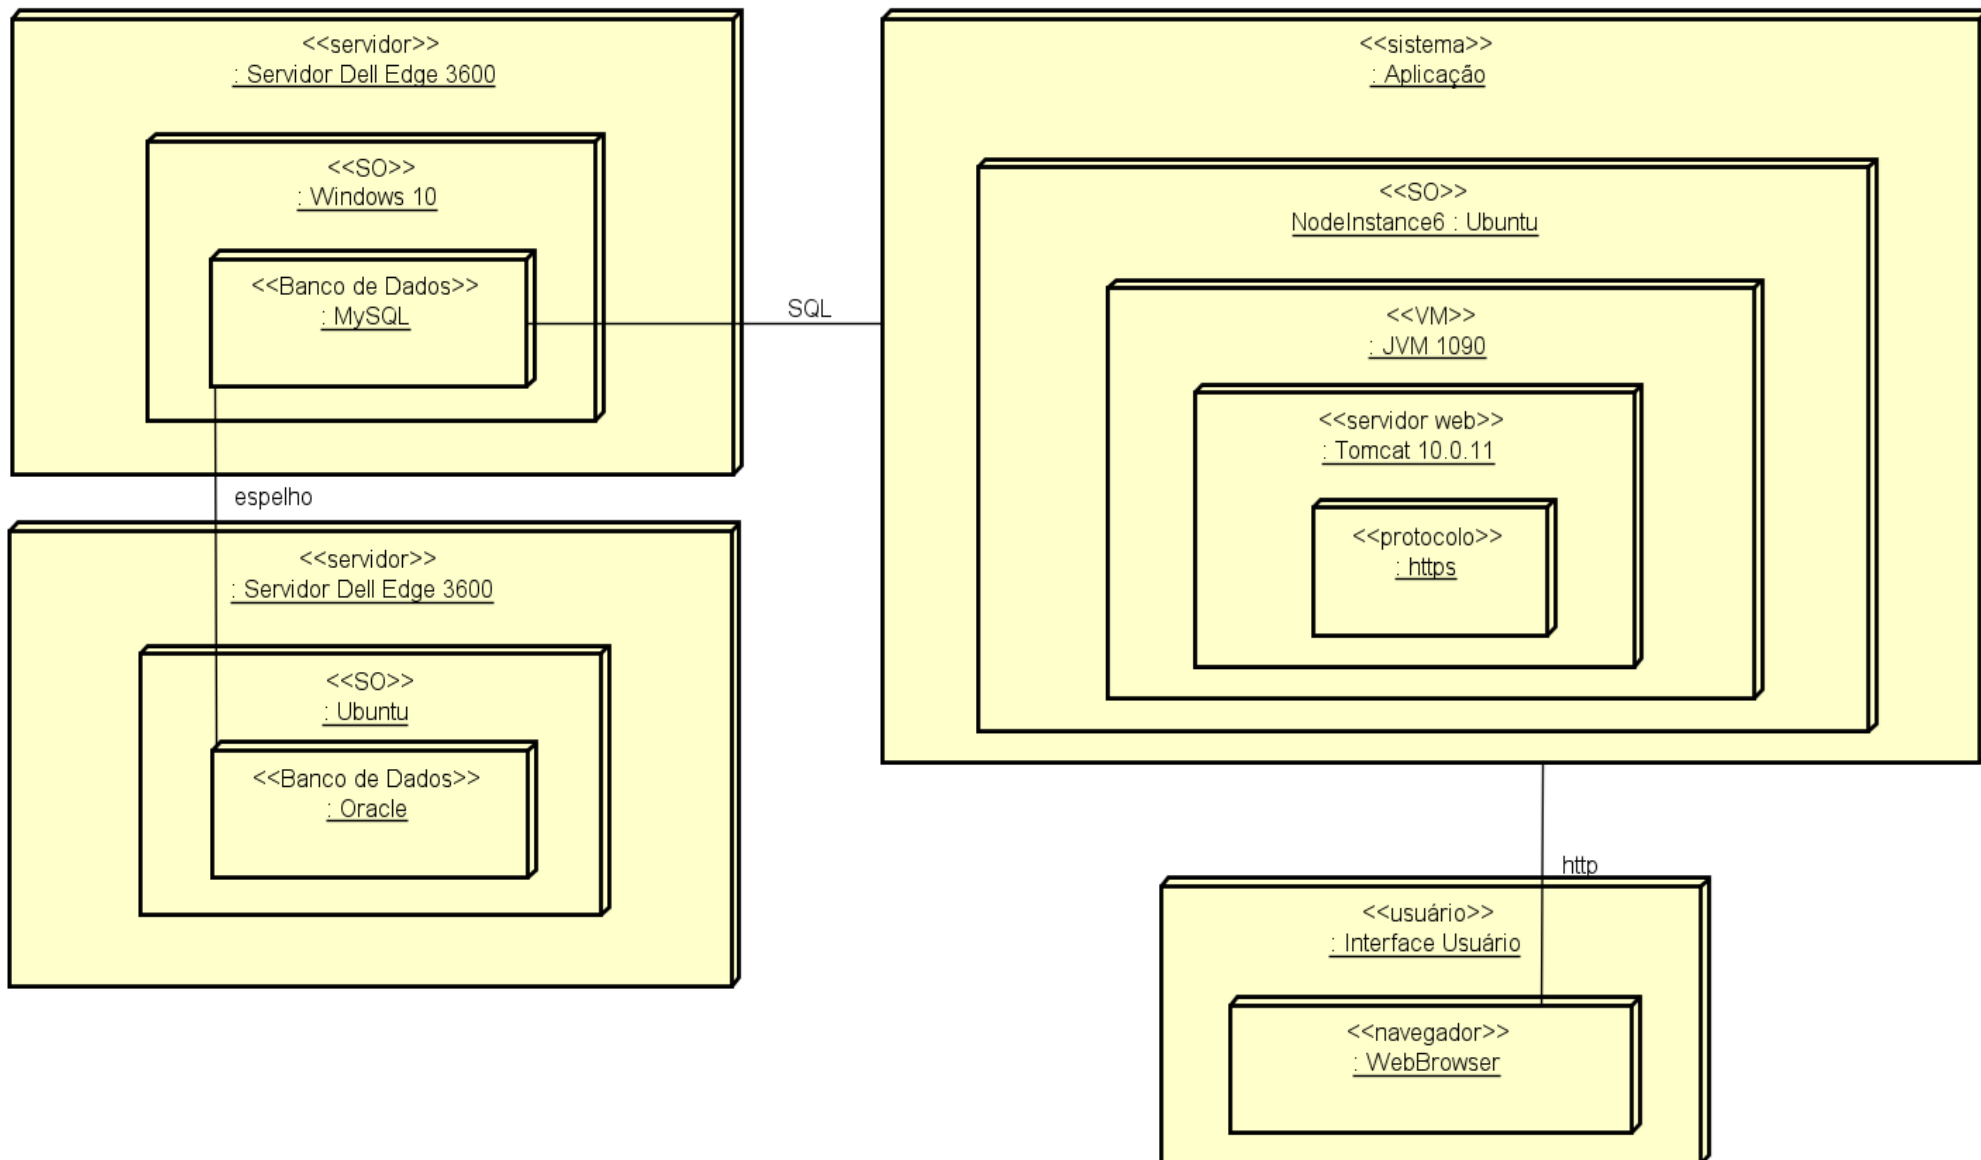 <<servidor>>
: Servidor Dell Edge 3600
<<SO>>
: Windows 10
<<Banco de Dados>>
: MySQL
SQL
espelho
<<servidor>>
: Servidor Dell Edge 3600
<<SO>>
: Ubuntu
<<Banco de Dados>>
: Oracle
<<sistema>>
: Aplicação
<<SO>>
NodeInstance6 : Ubuntu
<<VM>>
: JVM 1090
<<servidor web>>
: Tomcat 10.0.11
<<protocolo>>
: https
http
<<usuário>>
: Interface Usuário
<<navegador>>
: WebBrowser